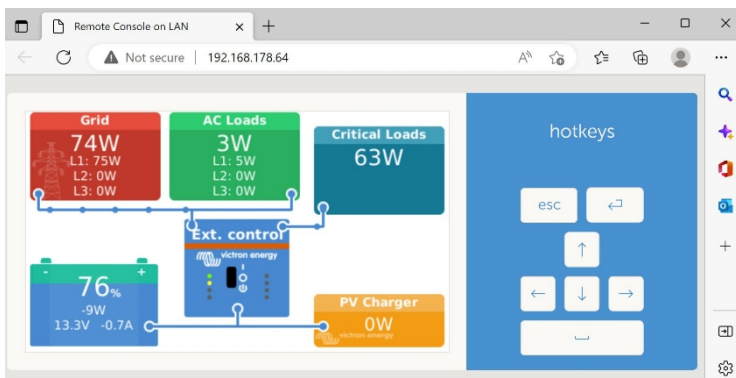 Remote Console on LAN
Not secure
192.168.178.64
Grid
74W
L1: 75W
L2: 0W
L3: 0W
AC Loads
3W
L1: 5W
L2: 0W
L3: 0W
Critical Loads
63W
Ext. control
victron energy
I
O
76%
-9W
13.3V -0.7A
PV Charger
0W
victron energy
hotkeys
esc